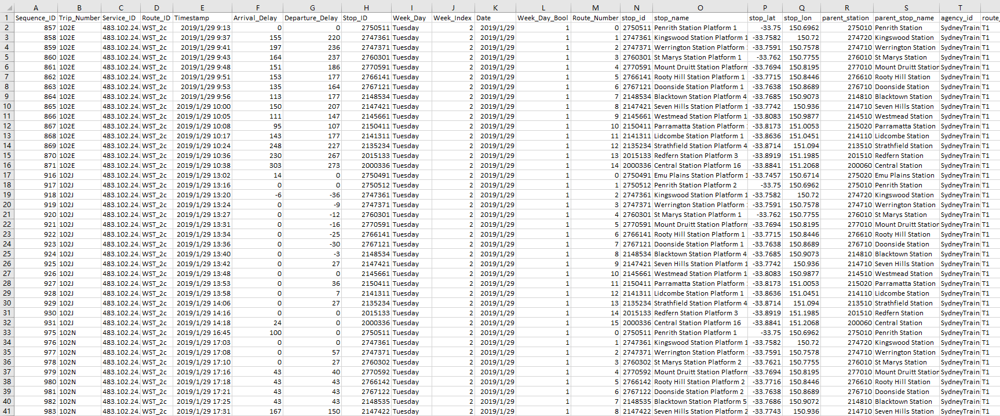 A B C D E F G H I J K L M N O P Q R S T
1 Sequence_ID Trip_Number Service_ID Route_ID Timestamp Arrival_Delay Departure_Delay Stop_ID Week_Day Week_Index Date Week_Day_Bool Route_Number stop_id stop_name stop_lat stop_lon parent_station parent_stop_name agency_id route_
2 857 102E 483.102.24. WST_2c 2019/1/29 9:13 0 0 2750511 Tuesday 2 2019/1/29 1 0 2750511 Penrith Station Platform 1 -33.75 150.6962 275010 Penrith Station SydneyTrain T1
3 858 102E 483.102.24. WST_2c 2019/1/29 9:37 155 220 2747361 Tuesday 2 2019/1/29 1 1 2747361 Kingswood Station Platform 1 -33.7582 150.72 274720 Kingswood Station SydneyTrain T1
4 859 102E 483.102.24. WST_2c 2019/1/29 9:41 197 236 2747371 Tuesday 2 2019/1/29 1 2 2747371 Werrington Station Platform -33.7591 150.7578 274710 Werrington Station SydneyTrain T1
5 860 102E 483.102.24. WST_2c 2019/1/29 9:43 164 237 2760301 Tuesday 2 2019/1/29 1 3 2760301 St Marys Station Platform 1 -33.762 150.7755 276010 St Marys Station SydneyTrain T1
6 861 102E 483.102.24. WST_2c 2019/1/29 9:48 151 186 2770591 Tuesday 2 2019/1/29 1 4 2770591 Mount Druitt Station Platform -33.7694 150.8195 277010 Mount Druitt Station SydneyTrain T1
7 862 102E 483.102.24. WST_2c 2019/1/29 9:51 153 177 2766141 Tuesday 2 2019/1/29 1 5 2766141 Rooty Hill Station Platform 1 -33.7715 150.8446 276610 Rooty Hill Station SydneyTrain T1
8 863 102E 483.102.24. WST_2c 2019/1/29 9:53 135 164 2767121 Tuesday 2 2019/1/29 1 6 2767121 Doonside Station Platform 1 -33.7638 150.8689 276710 Doonside Station SydneyTrain T1
9 864 102E 483.102.24. WST_2c 2019/1/29 9:56 113 177 2148534 Tuesday 2 2019/1/29 1 7 2148534 Blacktown Station Platform 4 -33.7685 150.9073 214810 Blacktown Station SydneyTrain T1
10 865 102E 483.102.24. WST_2c 2019/1/29 10:00 150 207 2147421 Tuesday 2 2019/1/29 1 8 2147421 Seven Hills Station Platform 1 -33.7742 150.936 214710 Seven Hills Station SydneyTrain T1
11 866 102E 483.102.24. WST_2c 2019/1/29 10:05 111 147 2145661 Tuesday 2 2019/1/29 1 9 2145661 Westmead Station Platform 1 -33.8083 150.9877 214510 Westmead Station SydneyTrain T1
12 867 102E 483.102.24. WST_2c 2019/1/29 10:08 95 107 2150411 Tuesday 2 2019/1/29 1 10 2150411 Parramatta Station Platform -33.8173 151.0053 215020 Parramatta Station SydneyTrain T1
13 868 102E 483.102.24. WST_2c 2019/1/29 10:17 143 177 2141311 Tuesday 2 2019/1/29 1 11 2141311 Lidcombe Station Platform 1 -33.8636 151.0451 214110 Lidcombe Station SydneyTrain T1
14 869 102E 483.102.24. WST_2c 2019/1/29 10:24 248 227 2135234 Tuesday 2 2019/1/29 1 12 2135234 Strathfield Station Platform 4 -33.8714 151.094 213510 Strathfield Station SydneyTrain T1
15 870 102E 483.102.24. WST_2c 2019/1/29 10:36 230 267 2015133 Tuesday 2 2019/1/29 1 13 2015133 Redfern Station Platform 3 -33.8919 151.1985 201510 Redfern Station SydneyTrain T1
16 871 102E 483.102.24. WST_2c 2019/1/29 10:38 303 273 2000336 Tuesday 2 2019/1/29 1 14 2000336 Central Station Platform 16 -33.8841 151.2068 200060 Central Station SydneyTrain T1
17 916 102J 483.102.24. WST_2c 2019/1/29 13:02 14 0 2750491 Tuesday 2 2019/1/29 1 0 2750491 Emu Plains Station Platform 1 -33.7457 150.6714 275020 Emu Plains Station SydneyTrain T1
18 917 102J 483.102.24. WST_2c 2019/1/29 13:16 0 0 2750512 Tuesday 2 2019/1/29 1 1 2750512 Penrith Station Platform 2 -33.75 150.6962 275010 Penrith Station SydneyTrain T1
19 918 102J 483.102.24. WST_2c 2019/1/29 13:20 -6 -36 2747361 Tuesday 2 2019/1/29 1 2 2747361 Kingswood Station Platform 1 -33.7582 150.72 274720 Kingswood Station SydneyTrain T1
20 919 102J 483.102.24. WST_2c 2019/1/29 13:24 0 -9 2747371 Tuesday 2 2019/1/29 1 3 2747371 Werrington Station Platform -33.7591 150.7578 274710 Werrington Station SydneyTrain T1
21 920 102J 483.102.24. WST_2c 2019/1/29 13:27 0 -12 2760301 Tuesday 2 2019/1/29 1 4 2760301 St Marys Station Platform 1 -33.762 150.7755 276010 St Marys Station SydneyTrain T1
22 921 102J 483.102.24. WST_2c 2019/1/29 13:31 0 -16 2770591 Tuesday 2 2019/1/29 1 5 2770591 Mount Druitt Station Platform -33.7694 150.8195 277010 Mount Druitt Station SydneyTrain T1
23 922 102J 483.102.24. WST_2c 2019/1/29 13:34 0 -25 2766141 Tuesday 2 2019/1/29 1 6 2766141 Rooty Hill Station Platform 1 -33.7715 150.8446 276610 Rooty Hill Station SydneyTrain T1
24 923 102J 483.102.24. WST_2c 2019/1/29 13:36 0 -30 2767121 Tuesday 2 2019/1/29 1 7 2767121 Doonside Station Platform 1 -33.7638 150.8689 276710 Doonside Station SydneyTrain T1
25 924 102J 483.102.24. WST_2c 2019/1/29 13:40 0 -3 2148534 Tuesday 2 2019/1/29 1 8 2148534 Blacktown Station Platform 4 -33.7685 150.9073 214810 Blacktown Station SydneyTrain T1
26 925 102J 483.102.24. WST_2c 2019/1/29 13:42 0 27 2147421 Tuesday 2 2019/1/29 1 9 2147421 Seven Hills Station Platform 1 -33.7742 150.936 214710 Seven Hills Station SydneyTrain T1
27 926 102J 483.102.24. WST_2c 2019/1/29 13:48 0 0 2145661 Tuesday 2 2019/1/29 1 10 2145661 Westmead Station Platform 1 -33.8083 150.9877 214510 Westmead Station SydneyTrain T1
28 927 102J 483.102.24. WST_2c 2019/1/29 13:53 0 36 2150411 Tuesday 2 2019/1/29 1 11 2150411 Parramatta Station Platform -33.8173 151.0053 215020 Parramatta Station SydneyTrain T1
29 928 102J 483.102.24. WST_2c 2019/1/29 13:58 0 7 2141311 Tuesday 2 2019/1/29 1 12 2141311 Lidcombe Station Platform 1 -33.8636 151.0451 214110 Lidcombe Station SydneyTrain T1
30 929 102J 483.102.24. WST_2c 2019/1/29 14:06 0 27 2135234 Tuesday 2 2019/1/29 1 13 2135234 Strathfield Station Platform 4 -33.8714 151.094 213510 Strathfield Station SydneyTrain T1
31 930 102J 483.102.24. WST_2c 2019/1/29 14:16 0 0 2015133 Tuesday 2 2019/1/29 1 14 2015133 Redfern Station Platform 3 -33.8919 151.1985 201510 Redfern Station SydneyTrain T1
32 931 102J 483.102.24. WST_2c 2019/1/29 14:18 24 0 2000336 Tuesday 2 2019/1/29 1 15 2000336 Central Station Platform 16 -33.8841 151.2068 200060 Central Station SydneyTrain T1
33 975 102N 483.102.24. WST_2c 2019/1/29 16:45 100 0 2750511 Tuesday 2 2019/1/29 1 0 2750511 Penrith Station Platform 1 -33.75 150.6962 275010 Penrith Station SydneyTrain T1
34 976 102N 483.102.24. WST_2c 2019/1/29 17:03 0 0 2747361 Tuesday 2 2019/1/29 1 1 2747361 Kingswood Station Platform 1 -33.7582 150.72 274720 Kingswood Station SydneyTrain T1
35 977 102N 483.102.24. WST_2c 2019/1/29 17:08 0 57 2747371 Tuesday 2 2019/1/29 1 2 2747371 Werrington Station Platform -33.7591 150.7578 274710 Werrington Station SydneyTrain T1
36 978 102N 483.102.24. WST_2c 2019/1/29 17:10 0 27 2760302 Tuesday 2 2019/1/29 1 3 2760302 St Marys Station Platform 2 -33.7621 150.7755 276010 St Marys Station SydneyTrain T1
37 979 102N 483.102.24. WST_2c 2019/1/29 17:16 43 40 2770592 Tuesday 2 2019/1/29 1 4 2770592 Mount Druitt Station Platform -33.7694 150.8195 277010 Mount Druitt Station SydneyTrain T1
38 980 102N 483.102.24. WST_2c 2019/1/29 17:18 43 43 2766142 Tuesday 2 2019/1/29 1 5 2766142 Rooty Hill Station Platform 2 -33.7716 150.8446 276610 Rooty Hill Station SydneyTrain T1
39 981 102N 483.102.24. WST_2c 2019/1/29 17:21 43 43 2767122 Tuesday 2 2019/1/29 1 6 2767122 Doonside Station Platform 2 -33.7638 150.8689 276710 Doonside Station SydneyTrain T1
40 982 102N 483.102.24. WST_2c 2019/1/29 17:25 43 43 2148535 Tuesday 2 2019/1/29 1 7 2148535 Blacktown Station Platform 5 -33.7686 150.9072 214810 Blacktown Station SydneyTrain T1
41 983 102N 483.102.24. WST_2c 2019/1/29 17:31 167 150 2147422 Tuesday 2 2019/1/29 1 8 2147422 Seven Hills Station Platform 2 -33.7743 150.936 214710 Seven Hills Station SydneyTrain T1